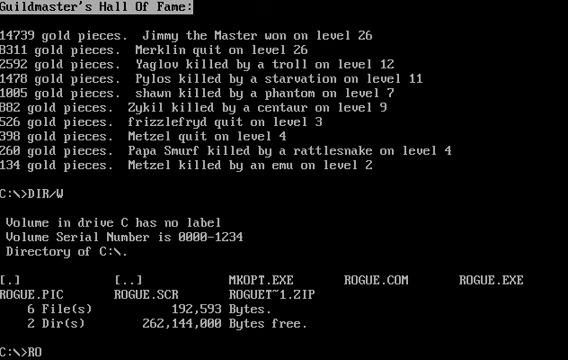 Guildmaster's Hall Of Fame:
14739 gold pieces.  Jimmy the Master won on level 26
8311 gold pieces.  Merklin quit on level 26
2592 gold pieces.  Yaglov killed by a troll on level 12
1478 gold pieces.  Pylos killed by a starvation on level 11
1005 gold pieces.  shawn killed by a phantom on level 7
882 gold pieces.  Zykil killed by a centaur on level 9
526 gold pieces.  frizzlefryd quit on level 3
398 gold pieces.  Metzel quit on level 4
260 gold pieces.  Papa Smurf killed by a rattlesnake on level 4
134 gold pieces.  Metzel killed by an emu on level 2
C:\>DIR/W
Volume in drive C has no label
Volume Serial Number is 0000-1234
Directory of C:\.
[.] [..] MKOPT.EXE ROGUE.COM ROGUE.EXE
ROGUE.PIC ROGUE.SCR ROGUET~1.ZIP
6 File(s) 192,593 Bytes.
2 Dir(s) 262,144,000 Bytes free.
C:\>RO